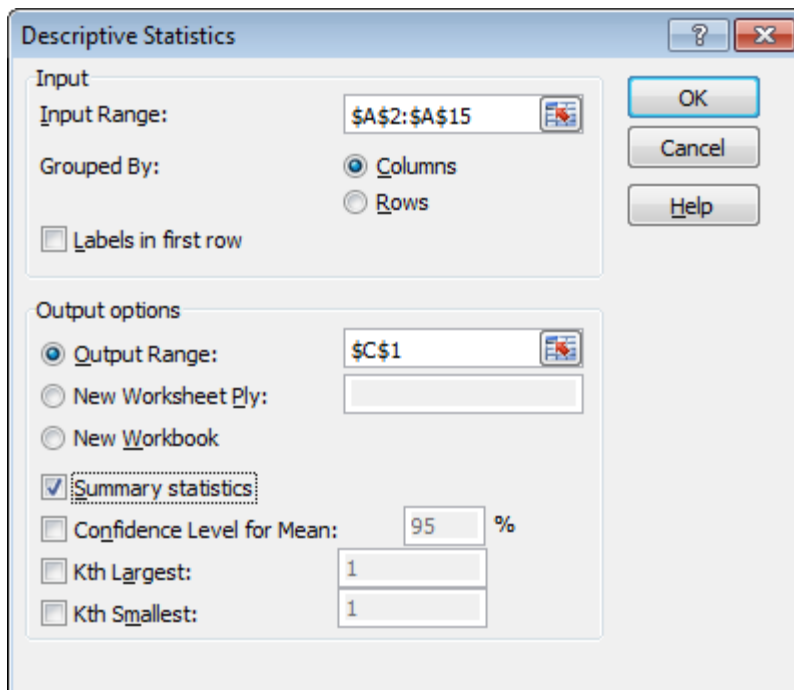 Descriptive Statistics
?
Input
Input Range: $A$2:$A$15
OK
Cancel
Grouped By: Columns
Rows
Help
Labels in first row
Output options
Output Range: $C$1
New Worksheet Ply:
New Workbook
Summary statistics
Confidence Level for Mean: 95 %
Kth Largest: 1
Kth Smallest: 1